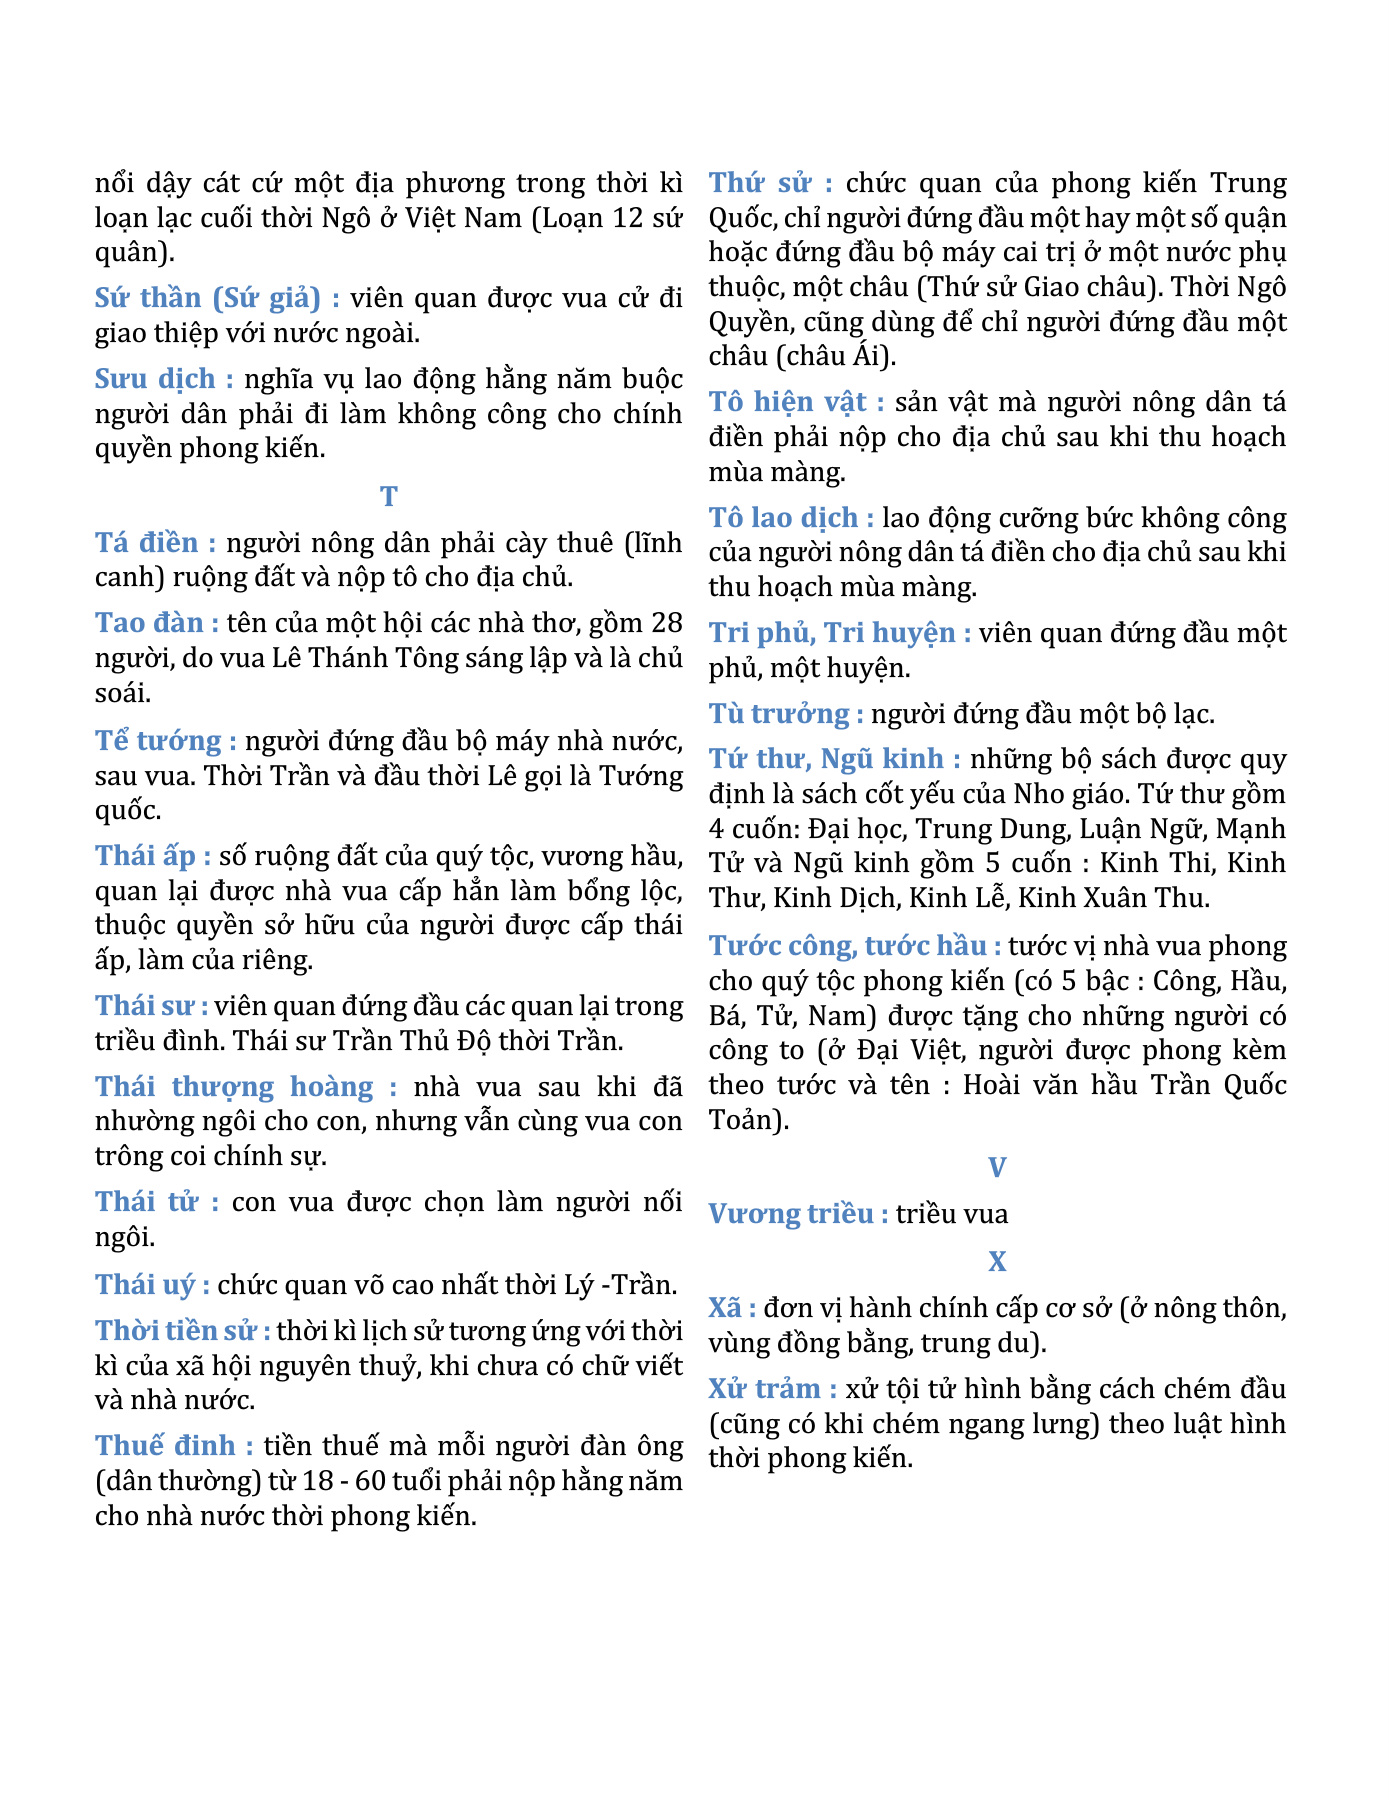 nổi dậy cát cứ một địa phương trong thời kì
loạn lạc cuối thời Ngô ở Việt Nam (Loạn 12 sứ
quân).
Sứ thần (Sứ giả) : viên quan được vua cử đi
giao thiệp với nước ngoài.
Sưu dịch : nghĩa vụ lao động hằng năm buộc
người dân phải đi làm không công cho chính
quyền phong kiến.
T
Tá điền : người nông dân phải cày thuê (lĩnh
canh) ruộng đất và nộp tô cho địa chủ.
Tao đàn : tên của một hội các nhà thơ, gồm 28
người, do vua Lê Thánh Tông sáng lập và là chủ
soái.
Tể tướng : người đứng đầu bộ máy nhà nước,
sau vua. Thời Trần và đầu thời Lê gọi là Tướng
quốc.
Thái ấp : số ruộng đất của quý tộc, vương hầu,
quan lại được nhà vua cấp hẳn làm bổng lộc,
thuộc quyền sở hữu của người được cấp thái
ấp, làm của riêng.
Thái sư : viên quan đứng đầu các quan lại trong
triều đình. Thái sư Trần Thủ Độ thời Trần.
Thái thượng hoàng : nhà vua sau khi đã
nhường ngôi cho con, nhưng vẫn cùng vua con
trông coi chính sự.
Thái tử : con vua được chọn làm người nối
ngôi.
Thái uý : chức quan võ cao nhất thời Lý -Trần.
Thời tiền sử : thời kì lịch sử tương ứng với thời
kì của xã hội nguyên thuỷ, khi chưa có chữ viết
và nhà nước.
Thuế đinh : tiền thuế mà mỗi người đàn ông
(dân thường) từ 18 - 60 tuổi phải nộp hằng năm
cho nhà nước thời phong kiến.
Thứ sử : chức quan của phong kiến Trung
Quốc, chỉ người đứng đầu một hay một số quận
hoặc đứng đầu bộ máy cai trị ở một nước phụ
thuộc, một châu (Thứ sử Giao châu). Thời Ngô
Quyền, cũng dùng để chỉ người đứng đầu một
châu (châu Ái).
Tô hiện vật : sản vật mà người nông dân tá
điền phải nộp cho địa chủ sau khi thu hoạch
mùa màng.
Tô lao dịch : lao động cưỡng bức không công
của người nông dân tá điền cho địa chủ sau khi
thu hoạch mùa màng.
Tri phủ, Tri huyện : viên quan đứng đầu một
phủ, một huyện.
Tù trưởng : người đứng đầu một bộ lạc.
Tứ thư, Ngũ kinh : những bộ sách được quy
định là sách cốt yếu của Nho giáo. Tứ thư gồm
4 cuốn: Đại học, Trung Dung, Luận Ngữ, Mạnh
Tử và Ngũ kinh gồm 5 cuốn : Kinh Thi, Kinh
Thư, Kinh Dịch, Kinh Lễ, Kinh Xuân Thu.
Tước công, tước hầu : tước vị nhà vua phong
cho quý tộc phong kiến (có 5 bậc : Công, Hầu,
Bá, Tử, Nam) được tặng cho những người có
công to (ở Đại Việt, người được phong kèm
theo tước và tên : Hoài văn hầu Trần Quốc
Toản).
V
Vương triều : triều vua
X
Xã : đơn vị hành chính cấp cơ sở (ở nông thôn,
vùng đồng bằng, trung du).
Xử trảm : xử tội tử hình bằng cách chém đầu
(cũng có khi chém ngang lưng) theo luật hình
thời phong kiến.